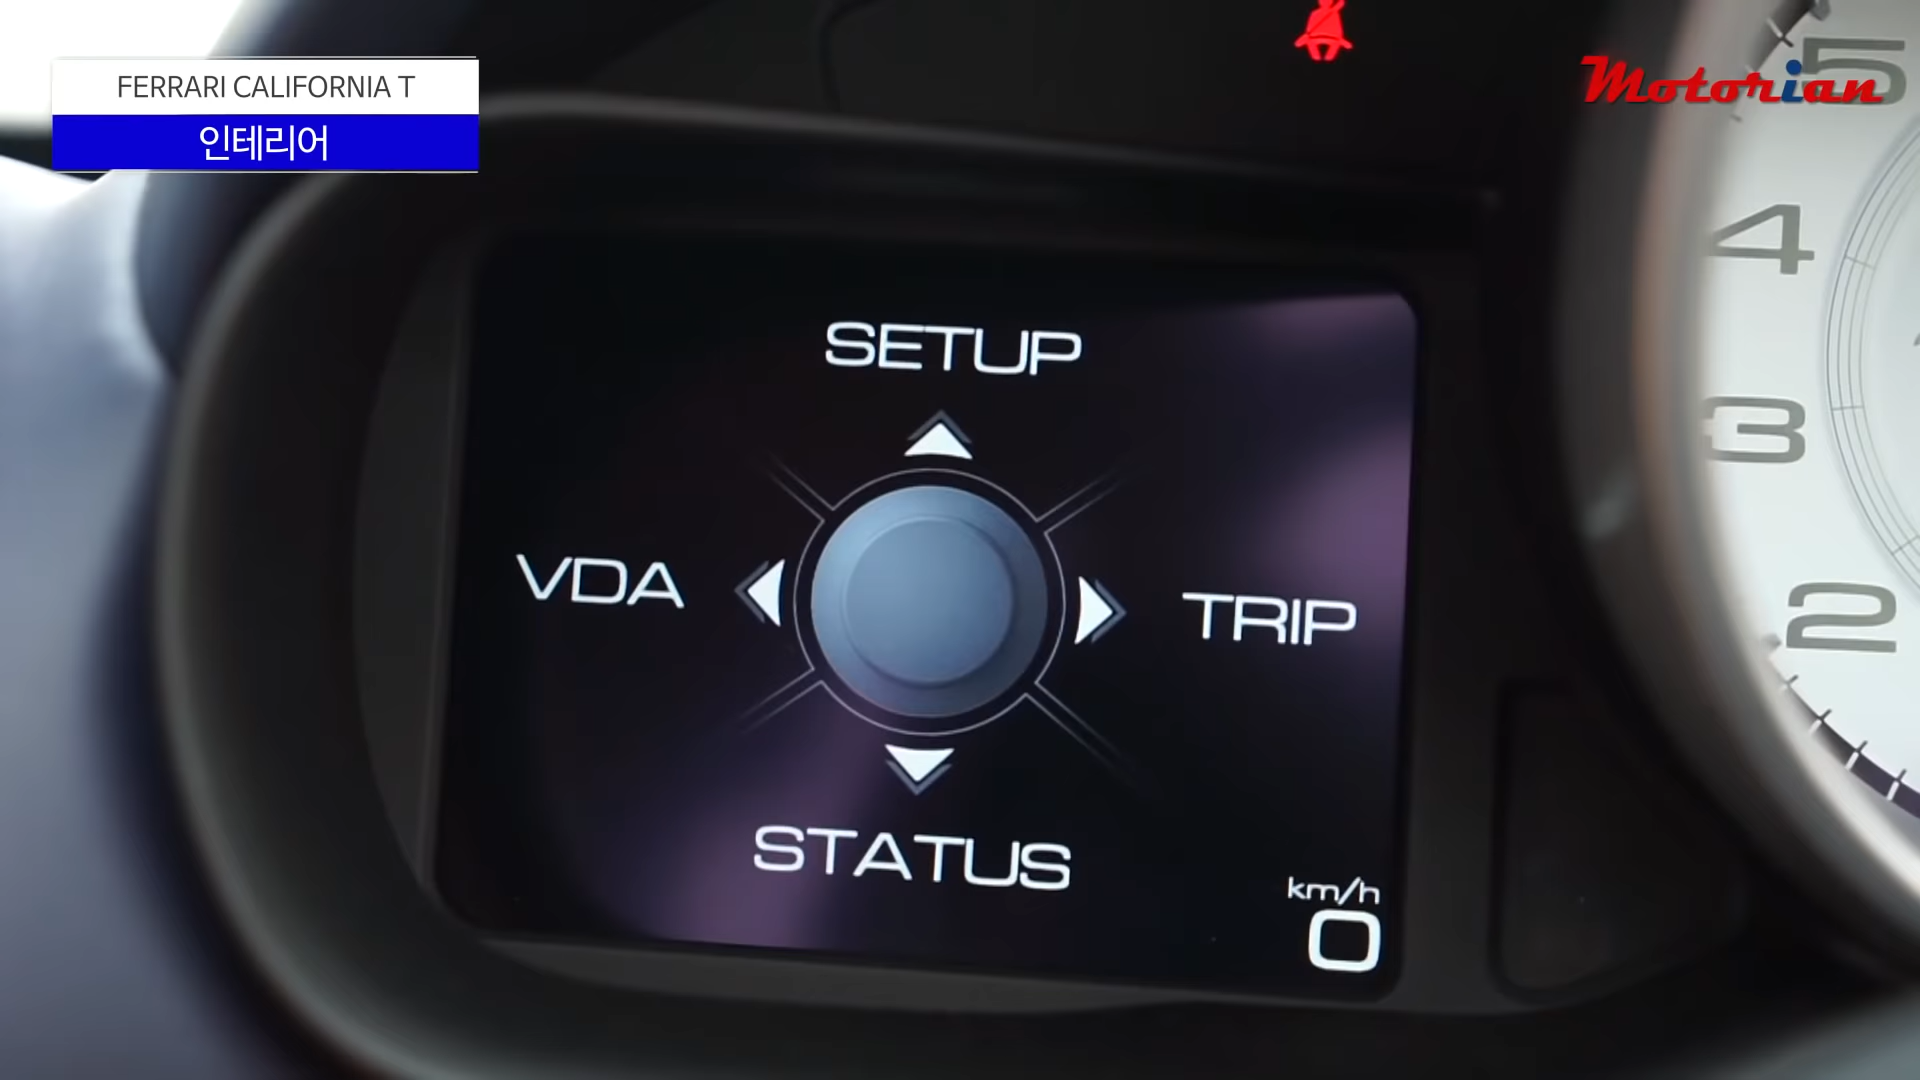 FERRARI CALIFORNIA T
인테리어
Motorian
SETUP
VDA
TRIP
STATUS
km/h
0
5
4
3
2